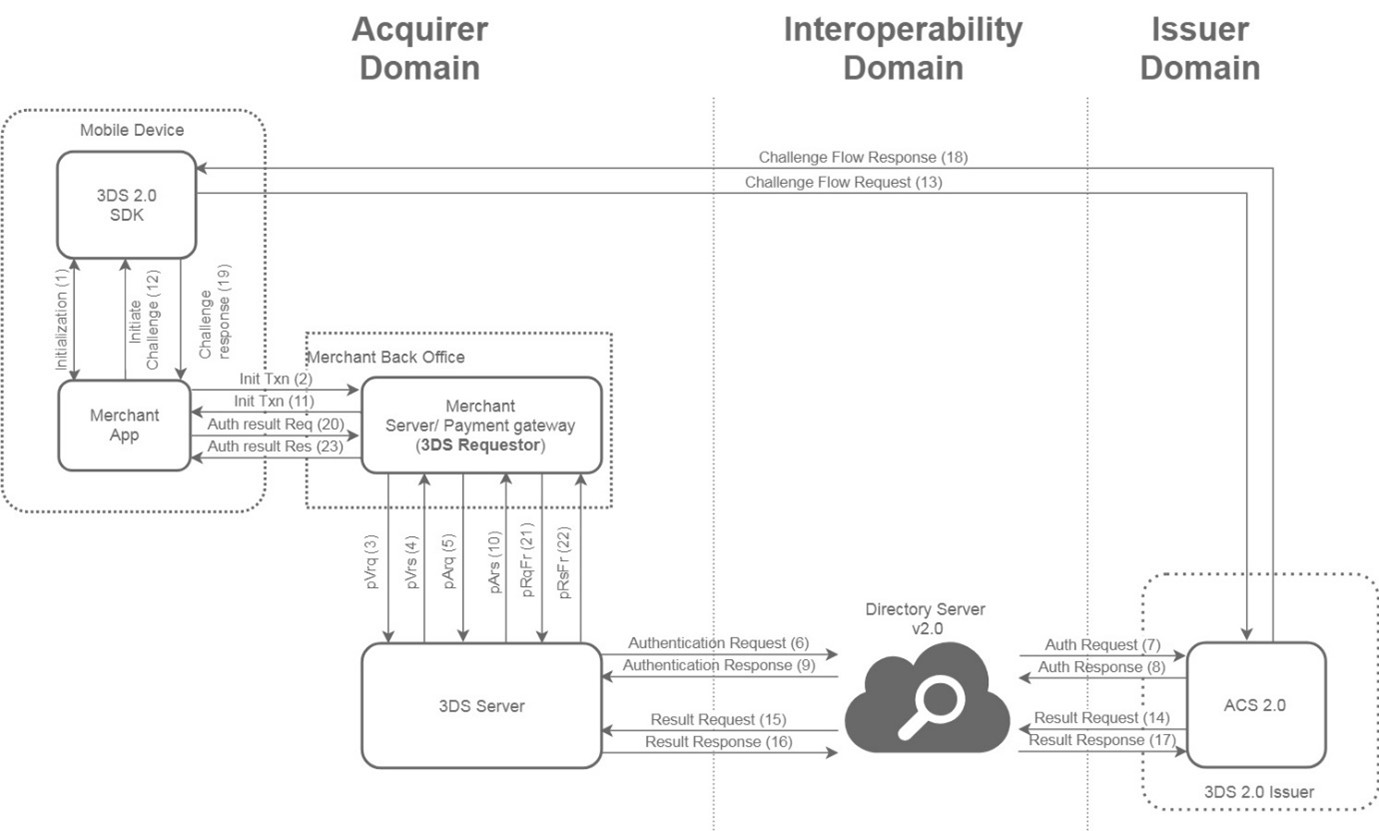 Acquirer
Domain
Interoperability
Domain
Issuer
Domain
Mobile Device
3DS 2.0
SDK
Challenge Flow Response (18)
Challenge Flow Request (13)
Initialization (1)
Initiate
Challenge (12)
Challenge
response (19)
Merchant Back Office
Merchant
App
Init Txn (2)
Init Txn (11)
Auth result Req (20)
Auth result Res (23)
Merchant
Server/ Payment gateway
(3DS Requestor)
pVrq (3)
pVrs (4)
pArq (5)
pArs (10)
pRqFr (21)
pRsFr (22)
3DS Server
Authentication Request (6)
Authentication Response (9)
Result Request (15)
Result Response (16)
Directory Server
v2.0
Auth Request (7)
Auth Response (8)
Result Request (14)
Result Response (17)
ACS 2.0
3DS 2.0 Issuer